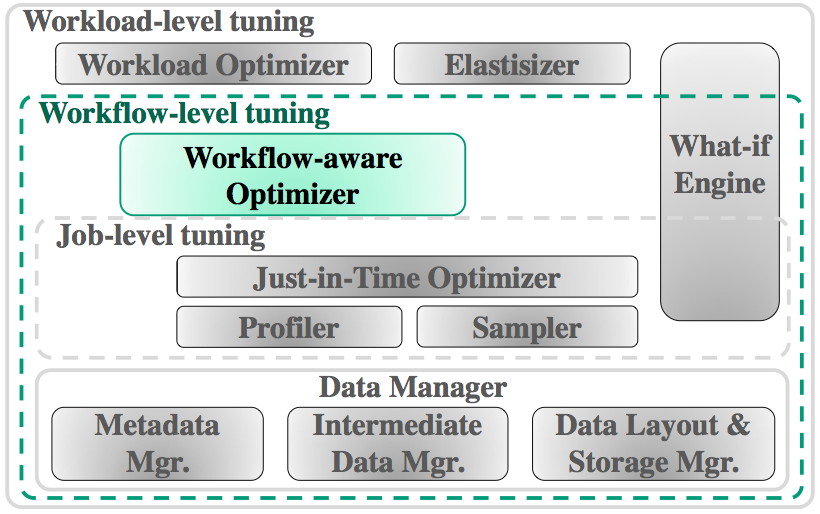 Workload-level tuning
Workload Optimizer
Elastisizer
Workflow-level tuning
What-if
Engine
Workflow-aware
Optimizer
Job-level tuning
Just-in-Time Optimizer
Profiler
Sampler
Data Manager
Metadata
Mgr.
Intermediate
Data Mgr.
Data Layout &
Storage Mgr.